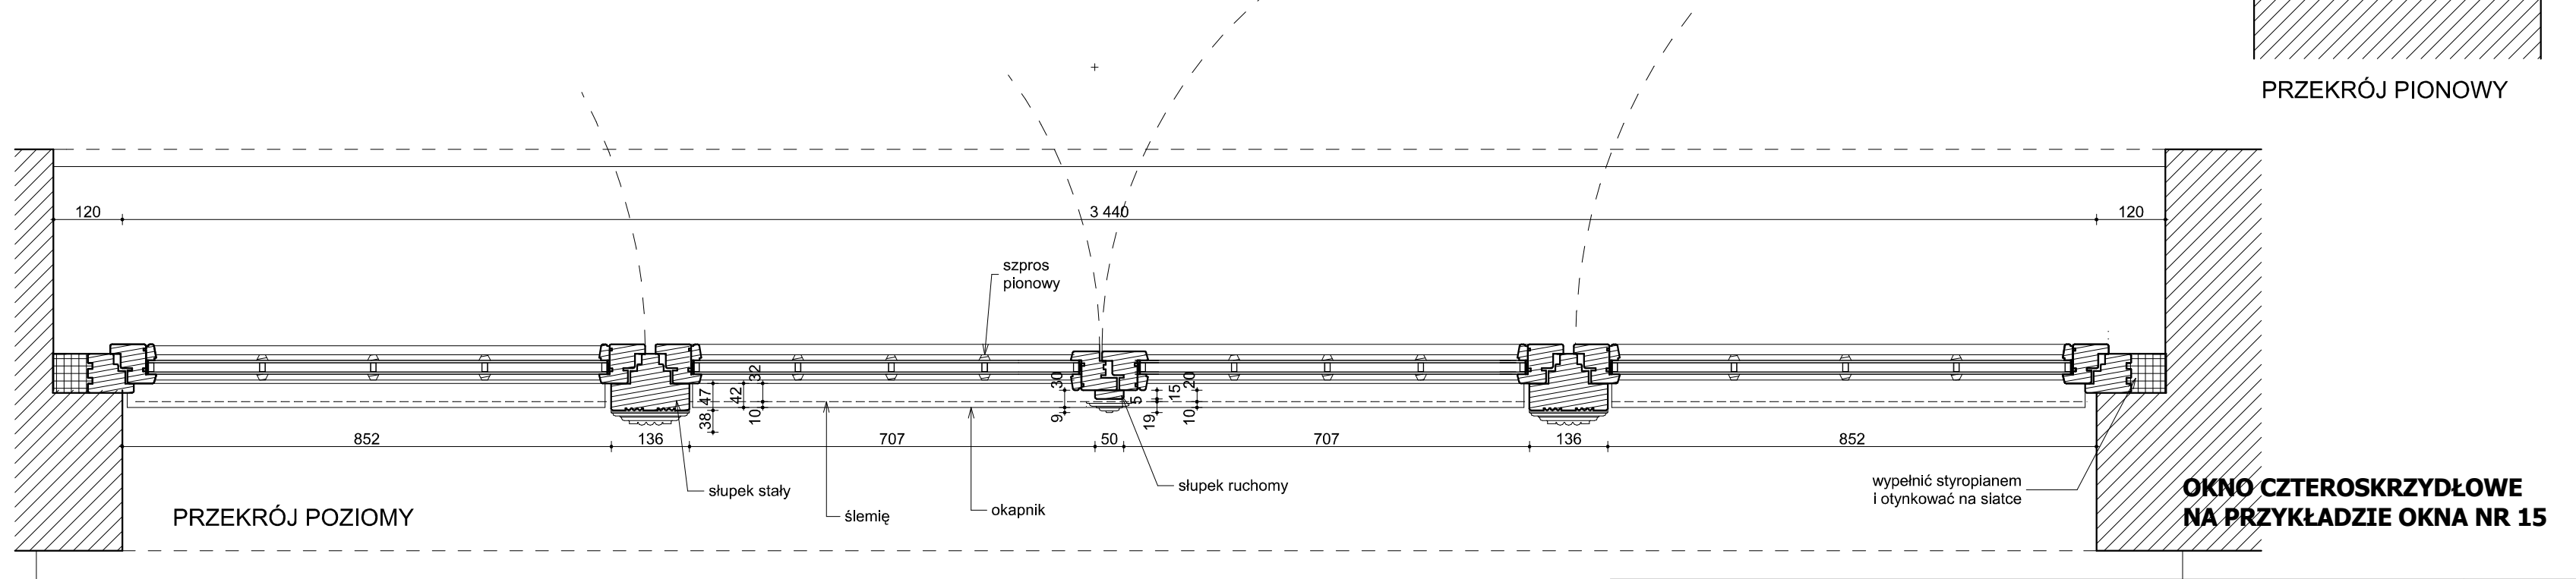 PRZEKRÓJ PIONOWY
120
3 440
120
szpros
pionowy
38 47
42
10 32
9 30
5
19 15
10 20
852
136
707
50
707
136
852
słupek stały
ślemię
okapnik
słupek ruchomy
wypełnić styropianem
i otynkować na siatce
PRZEKRÓJ POZIOMY
OKNO CZTEROSKRZYDŁOWE
NA PRZYKŁADZIE OKNA NR 15